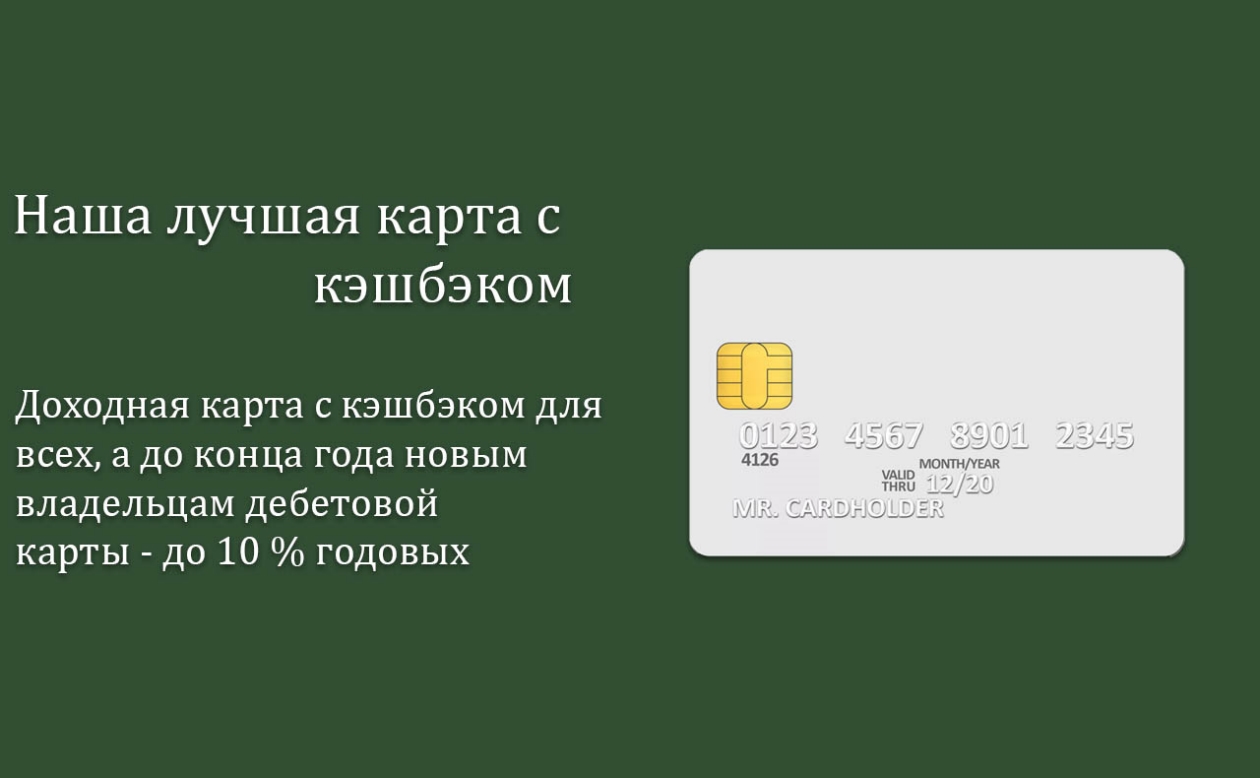 Наша лучшая карта с
кэшбэком
Доходная карта с кэшбэком для
всех, а до конца года новым
владельцам дебетовой
карты - до 10 % годовых
0123 4567 8901 2345
4126
MONTH/YEAR
VALID
THRU 12/20
MR. CARDHOLDER